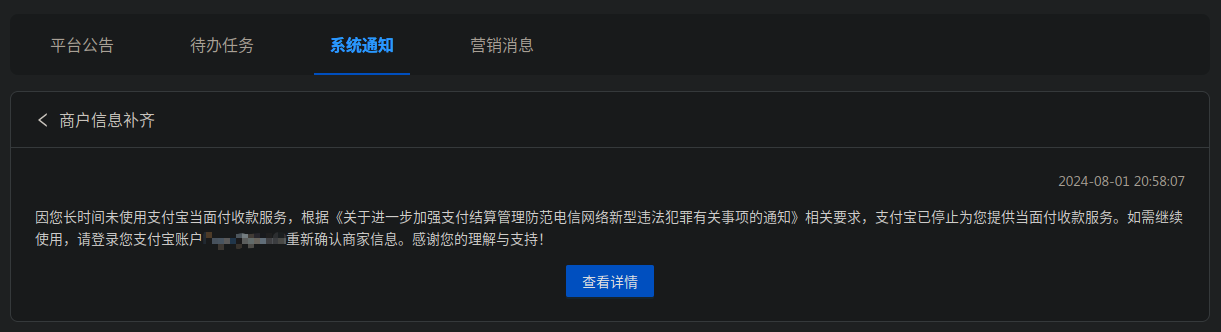 平台公告 待办任务 系统通知 营销消息
商户信息补齐
2024-08-01 20:58:07
因您长时间未使用支付宝当面付收款服务，根据《关于进一步加强支付结算管理防范电信网络新型违法犯罪有关事项的通知》相关要求，支付宝已停止为您提供当面付收款服务。如需继续
使用，请登录您支付宝账户 重新确认商家信息。感谢您的理解与支持！
查看详情